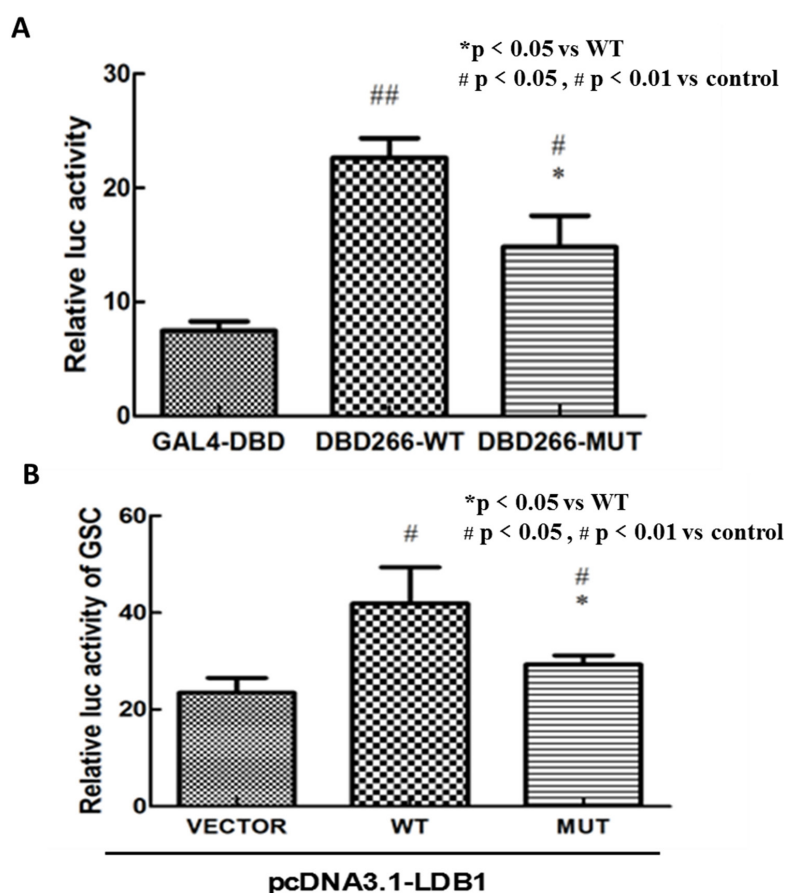 A
*p < 0.05 vs WT
# p < 0.05 , # p < 0.01 vs control
30
20
10
0
Relative luc activity
##
#
*
GAL4-DBD DBD266-WT DBD266-MUT
B
*p < 0.05 vs WT
# p < 0.05 , # p < 0.01 vs control
60
40
20
0
Relative luc activity of GSC
#
#
*
VECTOR WT MUT
pcDNA3.1-LDB1